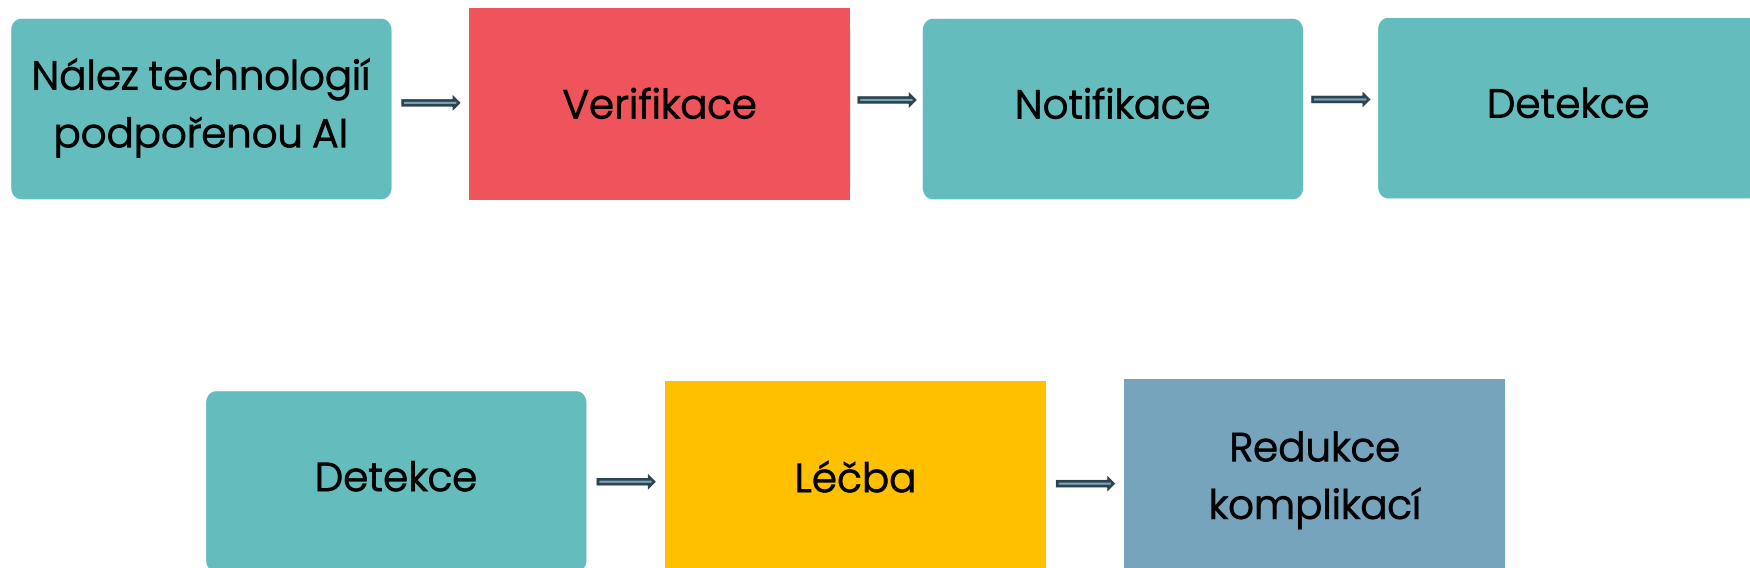 Nález technologií
podpořenou AI
Verifikace
Notifikace
Detekce
Detekce
Léčba
Redukce
komplikací